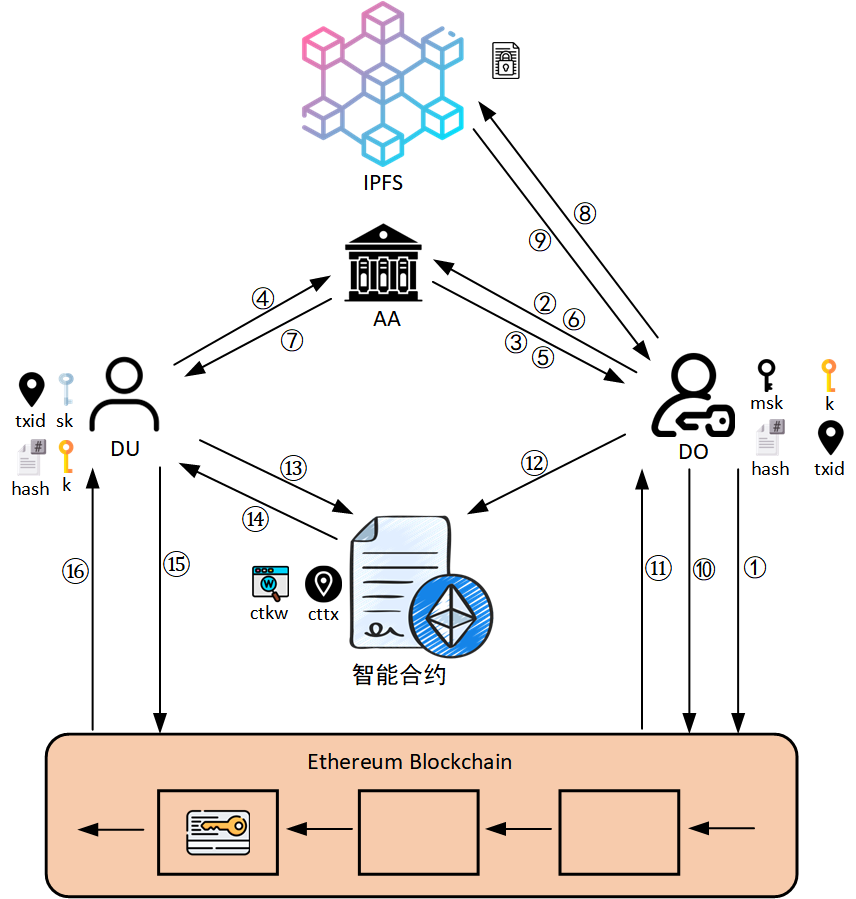 IPFS
⑧
⑨
AA
④
②
⑥
⑦
③
⑤
txid
sk
msk
k
DU
DO
hash
k
hash
txid
⑬
⑫
⑭
⑯
⑮
⑪
⑩
①
W
ctkw
cttx
智能合约
Ethereum Blockchain
#
#